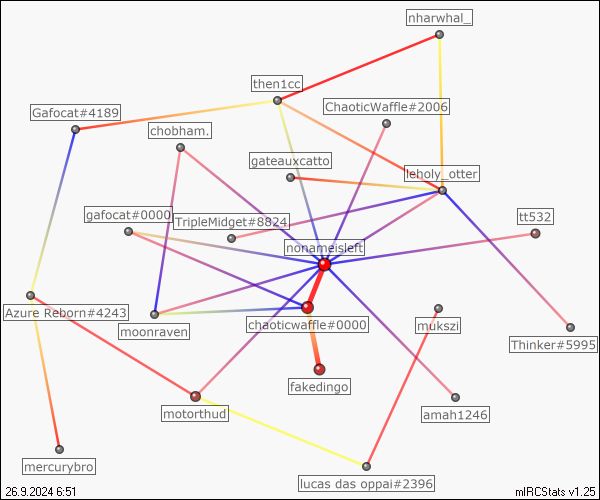 nharwhal_
then1cc
Gafocat#4189
ChaoticWaffle#2006
chobham.
gateauxcatto
leholy_otter
gafocat#0000
TripleMidget#8824
tt532
nonameisleft
Azure Reborn#4243
moonraven
chaoticwaffle#0000
mukszi
Thinker#5995
fakedingo
motorthud
amah1246
mercurybro
lucas das oppai#2396
26.9.2024 6:51
mIRCStats v1.25